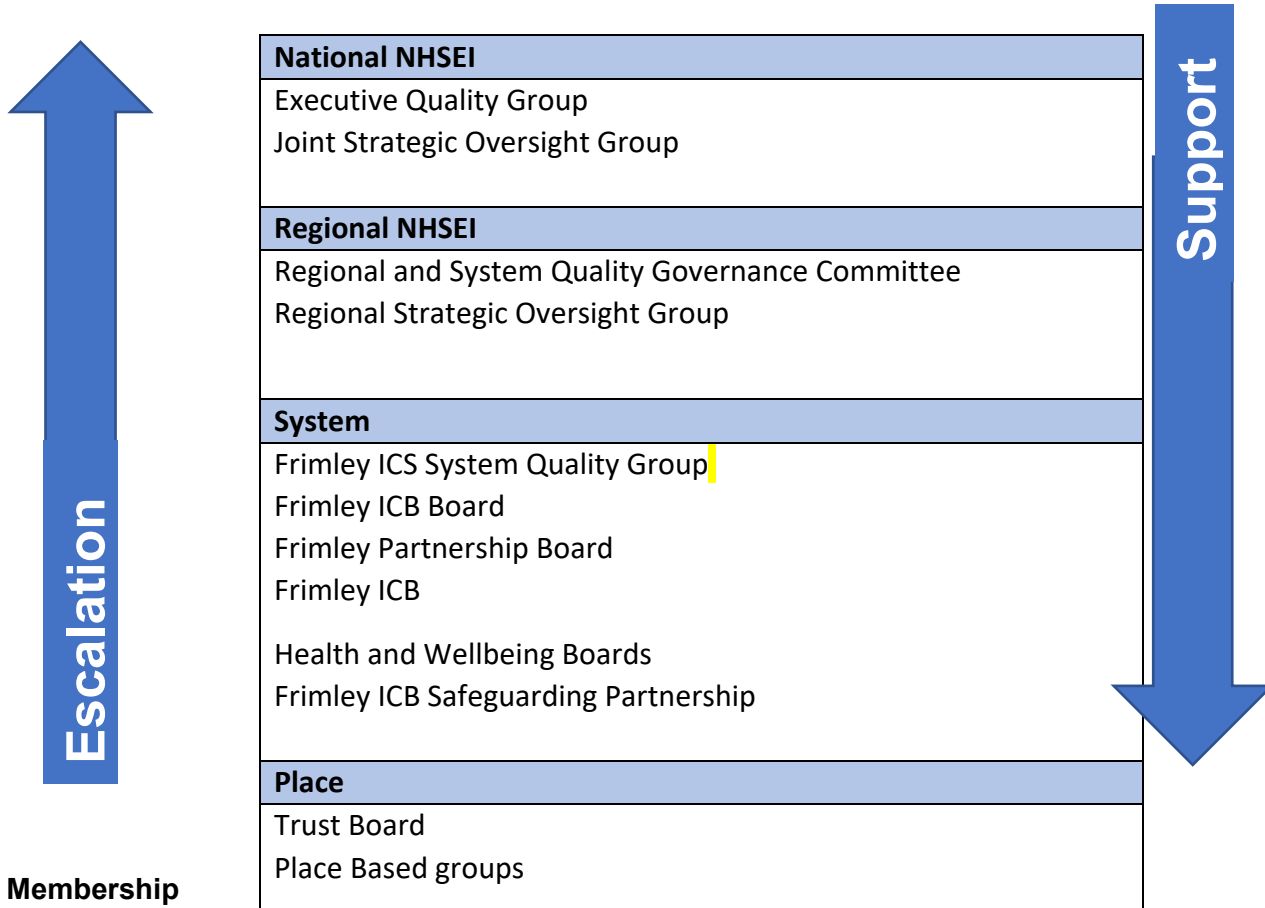 National NHSEI
Executive Quality Group
Joint Strategic Oversight Group
Regional NHSEI
Regional and System Quality Governance Committee
Regional Strategic Oversight Group
System
Frimley ICS System Quality Group
Frimley ICB Board
Frimley Partnership Board
Frimley ICB
Health and Wellbeing Boards
Frimley ICB Safeguarding Partnership
Place
Trust Board
Place Based groups
Escalation
Support
Membership